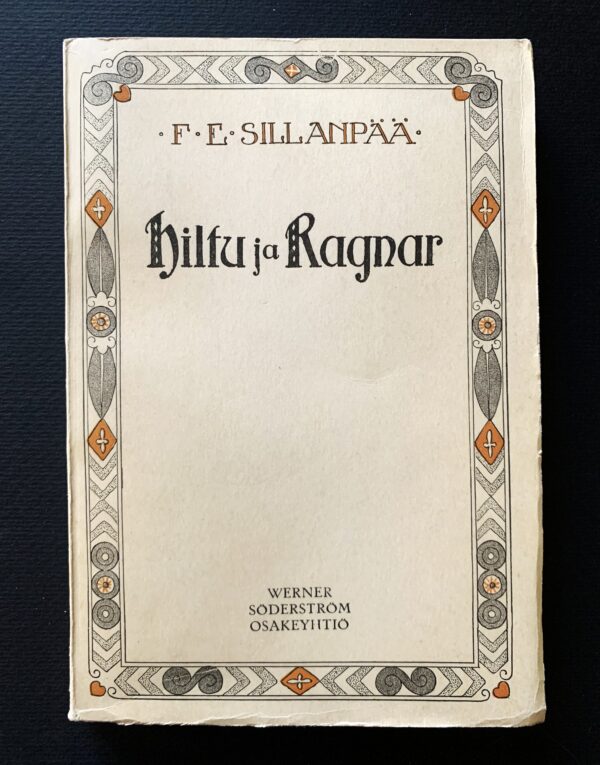 · F · E · SILLANPÄÄ ·
Hiltu ja Ragnar
WERNER
SÖDERSTRÖM
OSAKEYHTIÖ